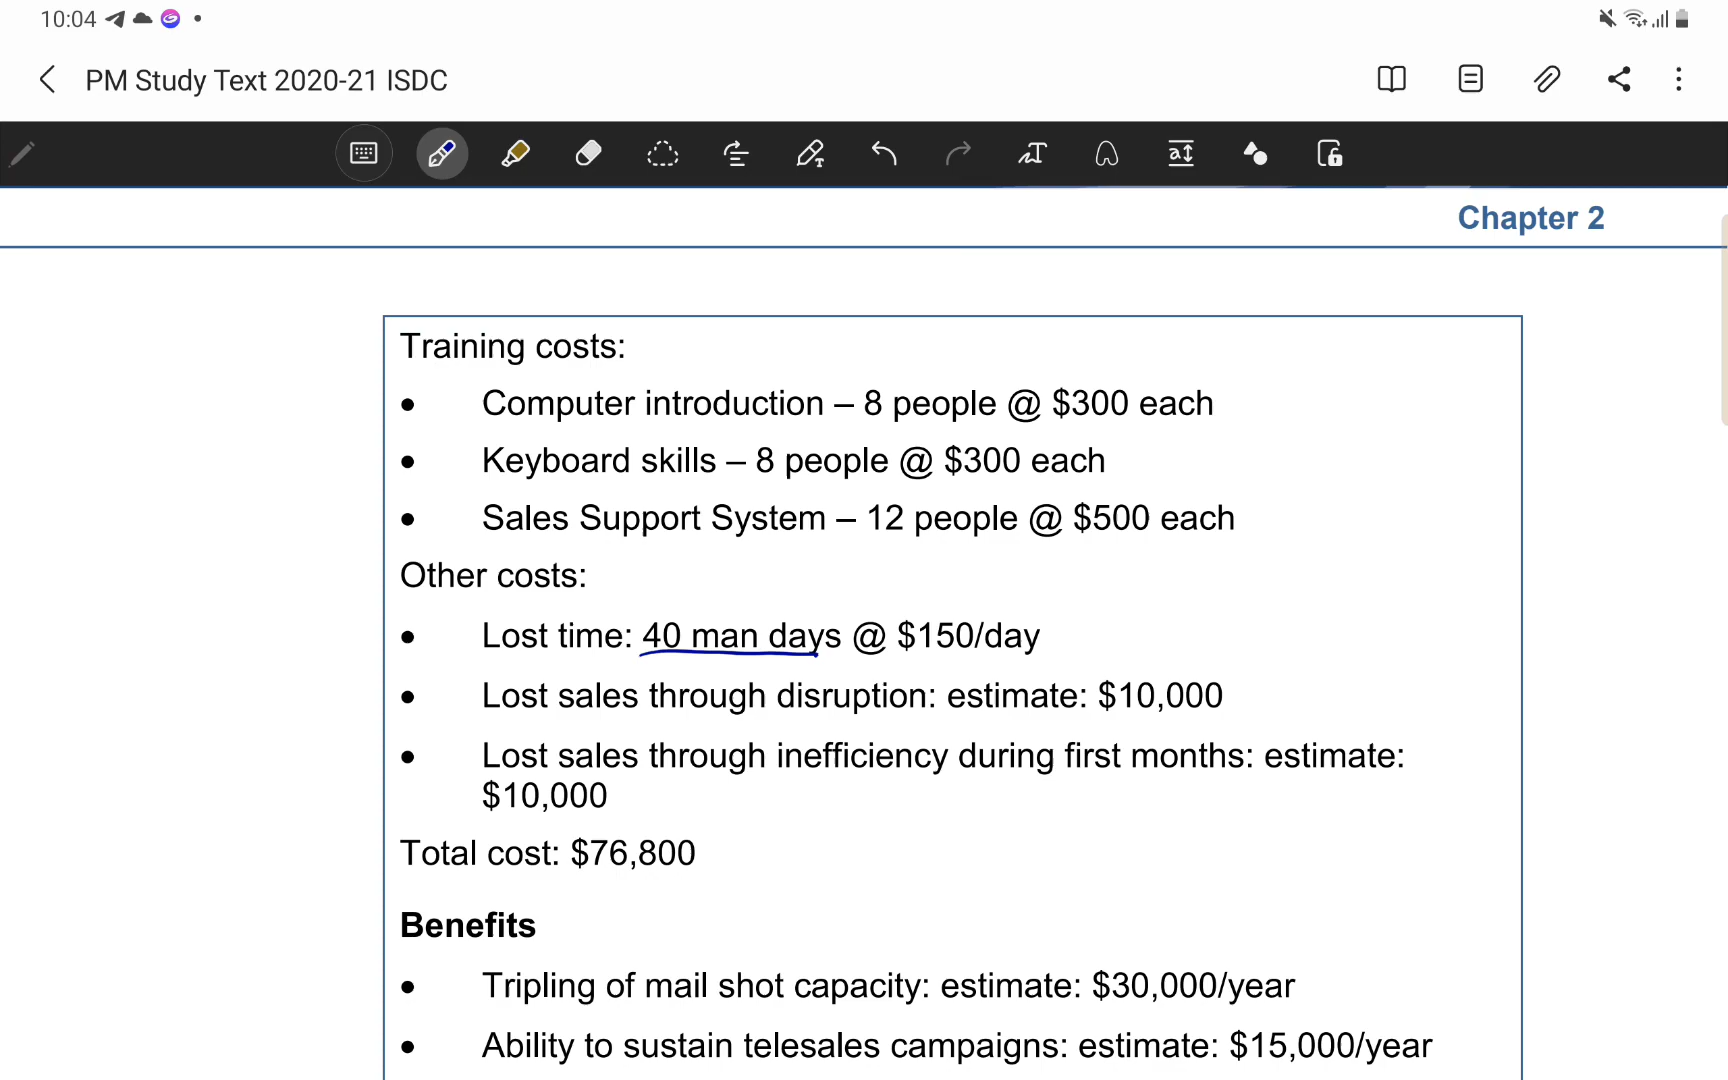 10:04
PM Study Text 2020-21 ISDC
Chapter 2
Training costs:
• Computer introduction – 8 people @ $300 each
• Keyboard skills – 8 people @ $300 each
• Sales Support System – 12 people @ $500 each
Other costs:
• Lost time: 40 man days @ $150/day
• Lost sales through disruption: estimate: $10,000
• Lost sales through inefficiency during first months: estimate:
$10,000
Total cost: $76,800
Benefits
• Tripling of mail shot capacity: estimate: $30,000/year
• Ability to sustain telesales campaigns: estimate: $15,000/year